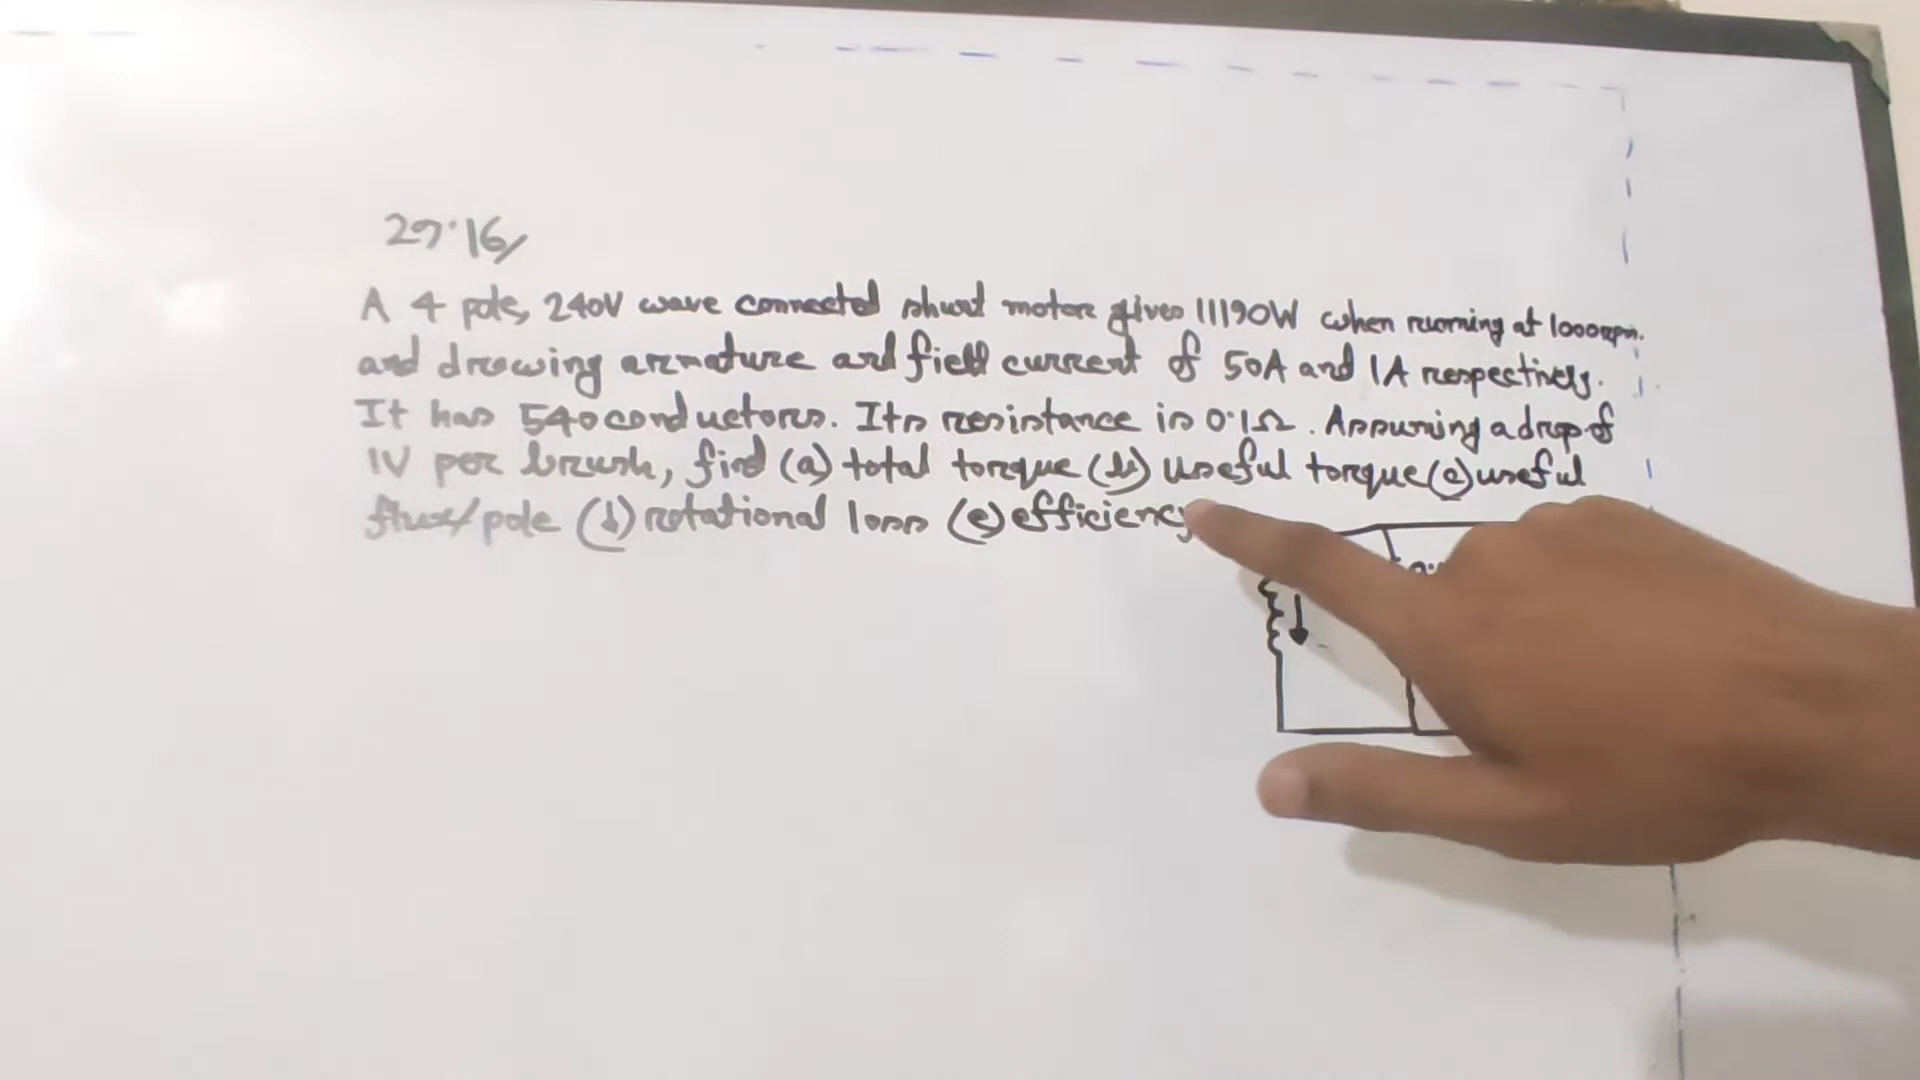 29.16/
A 4 pole, 240V wave connected shunt motor gives 11190W when running at 1000rpm.
and drawing armature and field current of 50A and 1A respectively.
It has 540 conductors. Its resistance is 0.1Ω. Assuming a drop of
1V per brush, find (a) total torque (b) useful torque (c) useful
flux/pole (d) rotational loss (e) efficiency